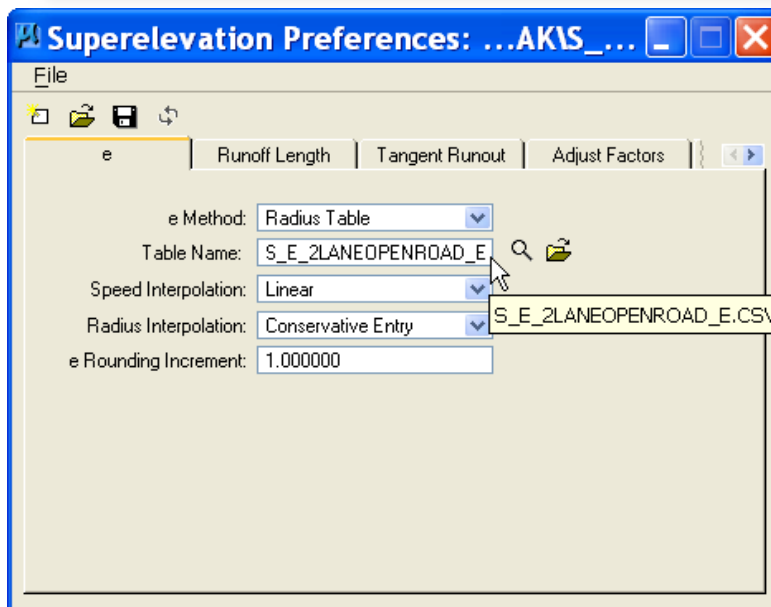 Superelevation Preferences: ...AK\S_...
File
e Runoff Length Tangent Runout Adjust Factors
e Method: Radius Table
Table Name: S_E_2LANEOPENROAD_E
Speed Interpolation: Linear
S_E_2LANEOPENROAD_E.CSV
Radius Interpolation: Conservative Entry
e Rounding Increment: 1.000000